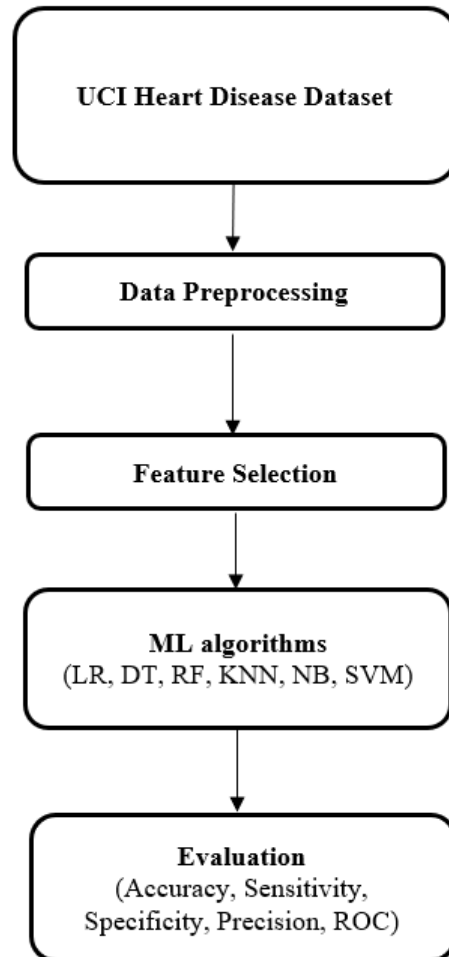 UCI Heart Disease Dataset
Data Preprocessing
Feature Selection
ML algorithms
(LR, DT, RF, KNN, NB, SVM)
Evaluation
(Accuracy, Sensitivity,
Specificity, Precision, ROC)